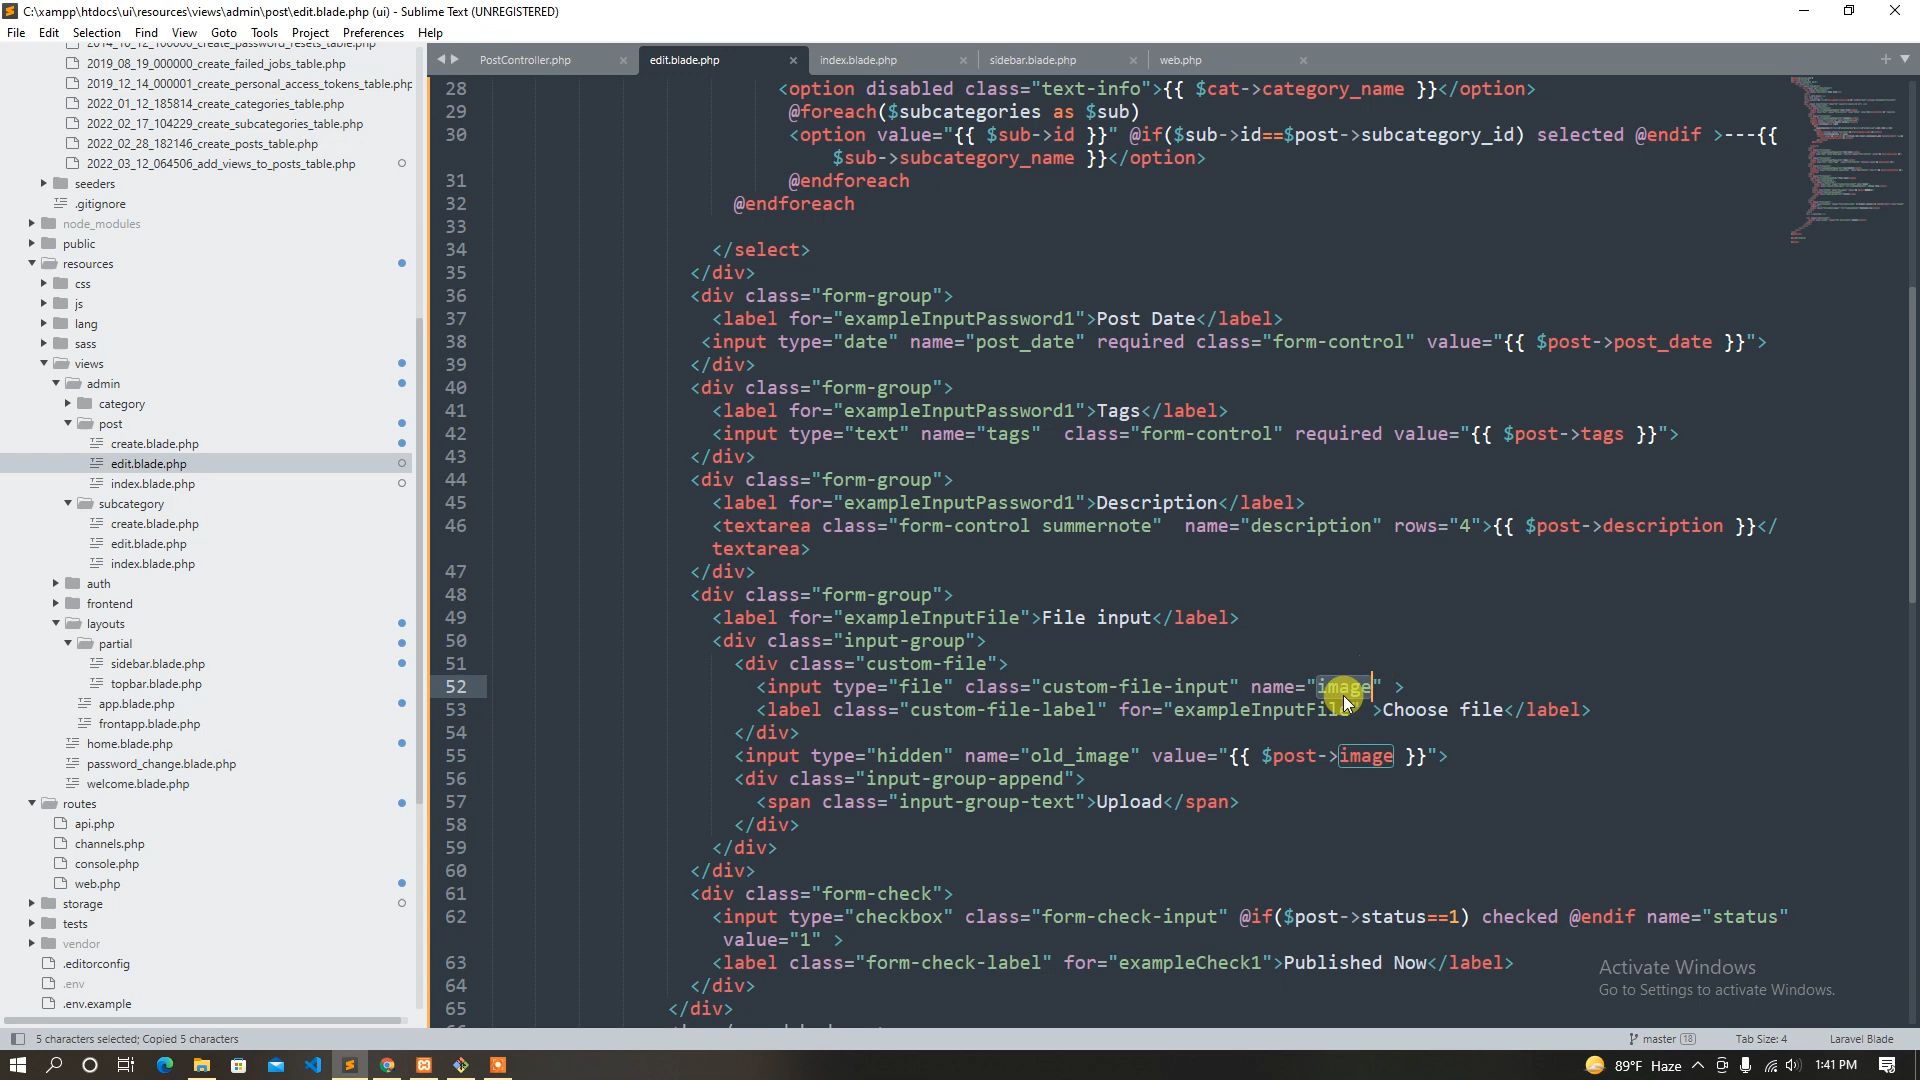 C:\xampp\htdocs\ui\resources\views\admin\post\edit.blade.php (ui) - Sublime Text (UNREGISTERED)
File Edit Selection Find View Goto Tools Project Preferences Help
2014_10_12_100000_create_password_resets_table.php
2019_08_19_000000_create_failed_jobs_table.php
2019_12_14_000001_create_personal_access_tokens_table.php
2022_01_12_185814_create_categories_table.php
2022_02_17_104229_create_subcategories_table.php
2022_02_28_182146_create_posts_table.php
2022_03_12_064506_add_views_to_posts_table.php
seeders
.gitignore
node_modules
public
resources
css
js
lang
sass
views
admin
category
post
create.blade.php
edit.blade.php
index.blade.php
subcategory
create.blade.php
edit.blade.php
index.blade.php
auth
frontend
layouts
partial
sidebar.blade.php
topbar.blade.php
app.blade.php
frontapp.blade.php
home.blade.php
password_change.blade.php
welcome.blade.php
routes
api.php
channels.php
console.php
web.php
storage
tests
vendor
.editorconfig
.env
.env.example
PostController.php edit.blade.php index.blade.php sidebar.blade.php web.php
28 <option disabled class="text-info">{{ $cat->category_name }}</option>
29 @foreach($subcategories as $sub)
30 <option value="{{ $sub->id }}" @if($sub->id==$post->subcategory_id) selected @endif >---{{
$sub->subcategory_name }}</option>
31 @endforeach
32 @endforeach
33
34 </select>
35 </div>
36 <div class="form-group">
37 <label for="exampleInputPassword1">Post Date</label>
38 <input type="date" name="post_date" required class="form-control" value="{{ $post->post_date }}">
39 </div>
40 <div class="form-group">
41 <label for="exampleInputPassword1">Tags</label>
42 <input type="text" name="tags"  class="form-control" required value="{{ $post->tags }}">
43 </div>
44 <div class="form-group">
45 <label for="exampleInputPassword1">Description</label>
46 <textarea class="form-control summernote"  name="description" rows="4">{{ $post->description }}</
textarea>
47 </div>
48 <div class="form-group">
49 <label for="exampleInputFile">File input</label>
50 <div class="input-group">
51 <div class="custom-file">
52 <input type="file" class="custom-file-input" name="image" >
53 <label class="custom-file-label" for="exampleInputFile" >Choose file</label>
54 </div>
55 <input type="hidden" name="old_image" value="{{ $post->image }}">
56 <div class="input-group-append">
57 <span class="input-group-text">Upload</span>
58 </div>
59 </div>
60 </div>
61 <div class="form-check">
62 <input type="checkbox" class="form-check-input" @if($post->status==1) checked @endif name="status"
value="1" >
63 <label class="form-check-label" for="exampleCheck1">Published Now</label>
64 </div>
65 </div>
Activate Windows
Go to Settings to activate Windows.
5 characters selected; Copied 5 characters
master 18 Tab Size: 4 Laravel Blade
89°F Haze 1:41 PM